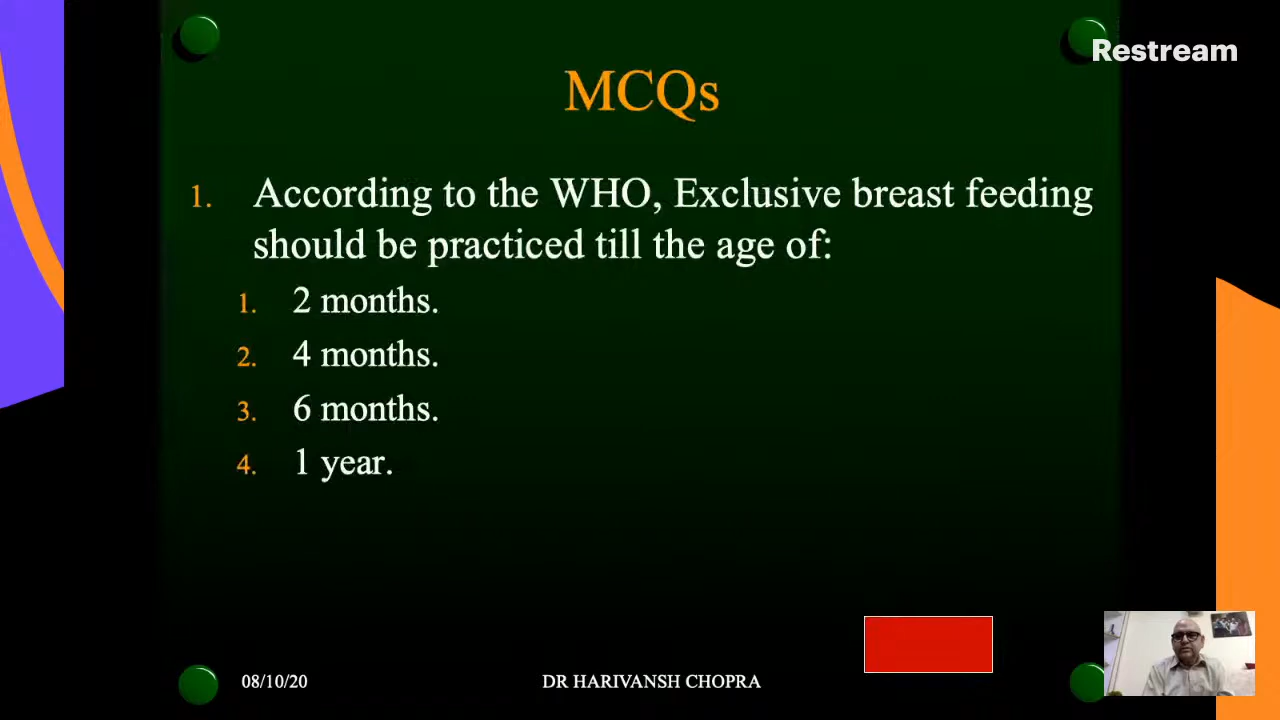 Restream
MCQs
1. According to the WHO, Exclusive breast feeding
should be practiced till the age of:
1. 2 months.
2. 4 months.
3. 6 months.
4. 1 year.
08/10/20
DR HARIVANSH CHOPRA